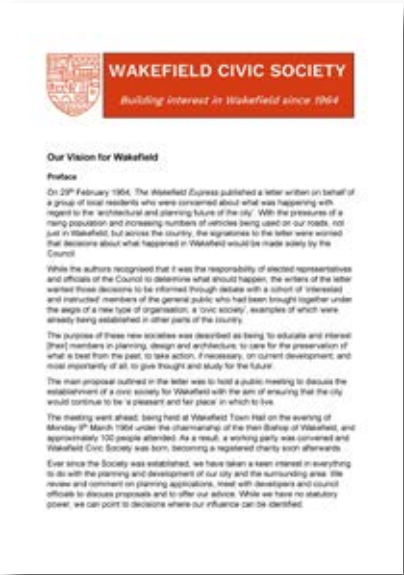 WAKEFIELD CIVIC SOCIETY
Building interest in Wakefield since 1964
Our Vision for Wakefield
Preface
On 29th February 1964, The Wakefield Express published a letter written on behalf of
a group of local residents who were concerned about what was happening with
regard to the 'architectural and planning future of the city'. With the pressures of a
rising population and increasing numbers of vehicles being used on our roads, not
just in Wakefield, but across the country, the signatories to the letter were worried
that decisions about what happened in Wakefield would be made solely by the
Council.
While the authors recognised that it was the responsibility of elected representatives
and officials of the Council to determine what should happen, the writers of the letter
wanted those decisions to be informed through debate with a cohort of 'interested
and instructed' members of the general public who had been brought together under
the aegis of a new type of organisation, a 'civic society', examples of which were
already being established in other parts of the country.
The purpose of these new societies was described as being 'to educate and interest
[their] members in planning, design and architecture; to care for the preservation of
what is best from the past; to take action, if necessary, on current development; and
most importantly of all, to give thought and study for the future'.
The main proposal outlined in the letter was to hold a public meeting to discuss the
establishment of a civic society for Wakefield with the aim of ensuring that the city
would continue to be 'a pleasant and fair place' in which to live.
The meeting went ahead, being held at Wakefield Town Hall on the evening of
Monday 9th March 1964 under the chairmanship of the then Bishop of Wakefield, and
approximately 100 people attended. As a result, a working party was convened and
Wakefield Civic Society was born, becoming a registered charity soon afterwards.
Ever since the Society was established, we have taken a keen interest in everything
to do with the planning and development of our city and the surrounding area. We
review and comment on planning applications, meet with developers and council
officials to discuss proposals and to offer our advice. While we have no statutory
power, we can point to decisions where our influence can be identified.